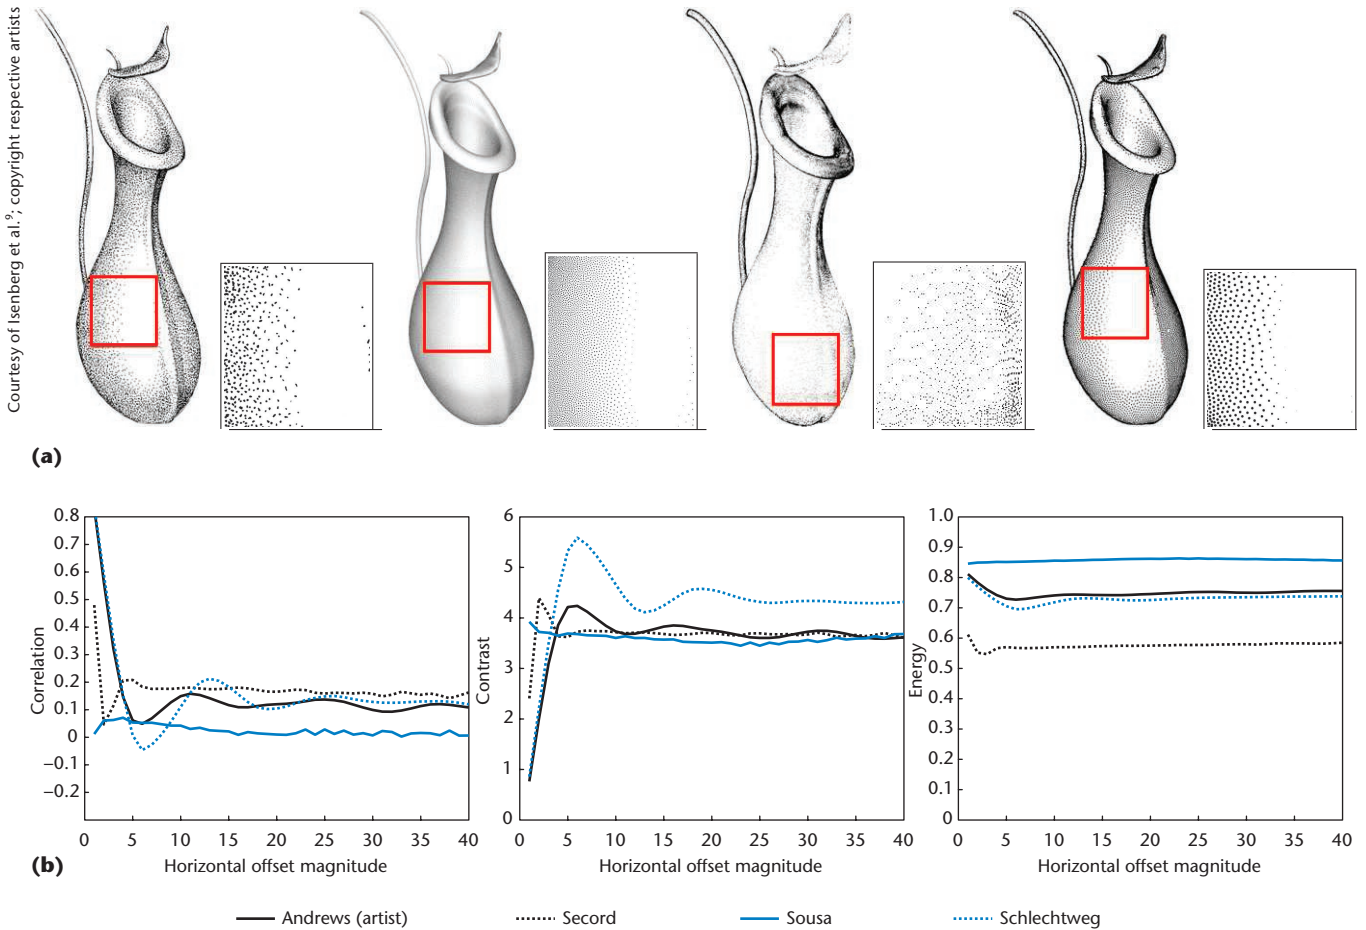 Courtesy of Isenberg et al.⁹; copyright respective artists
(a)
0.8
0.7
0.6
0.5
0.4
0.3
0.2
0.1
0
−0.1
−0.2
Correlation
0 5 10 15 20 25 30 35 40
Horizontal offset magnitude
6
5
4
3
2
1
0
Contrast
0 5 10 15 20 25 30 35 40
Horizontal offset magnitude
1.0
0.9
0.8
0.7
0.6
0.5
0.4
0.3
0.2
0.1
0
Energy
0 5 10 15 20 25 30 35 40
Horizontal offset magnitude
(b)
Andrews (artist) Secord Sousa Schlechtweg